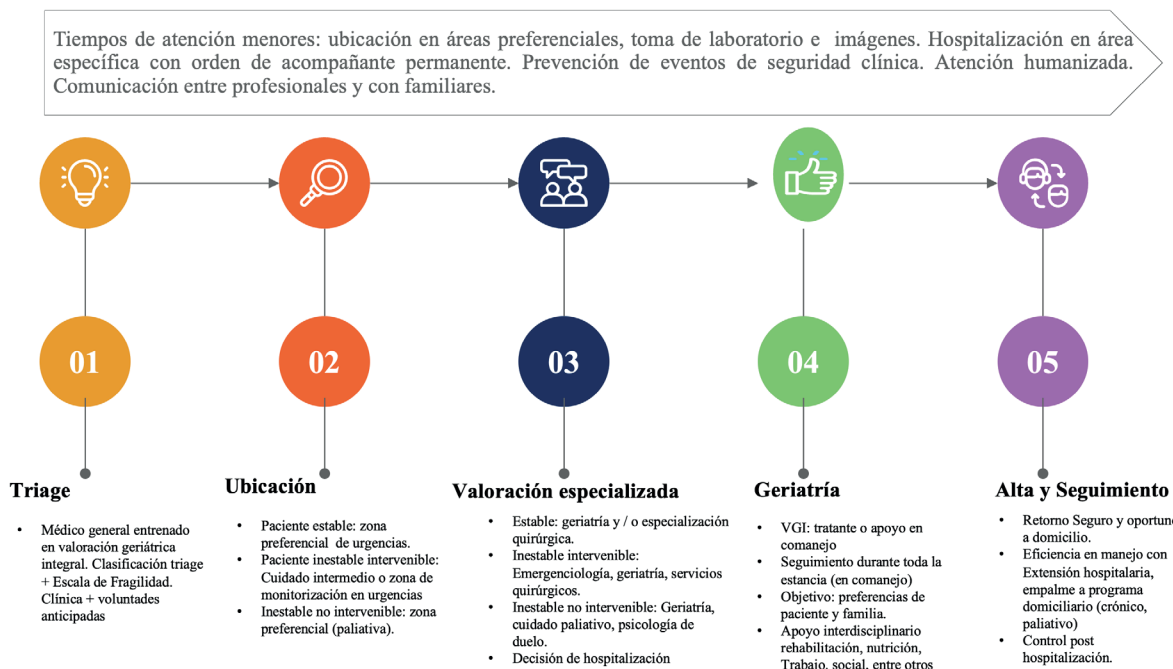 Tiempos de atención menores: ubicación en áreas preferenciales, toma de laboratorio e imágenes. Hospitalización en área
específica con orden de acompañante permanente. Prevención de eventos de seguridad clínica. Atención humanizada.
Comunicación entre profesionales y con familiares.
01
02
03
04
05
Triage
• Médico general entrenado
en valoración geriátrica
integral. Clasificación triage
+ Escala de Fragilidad.
Clínica + voluntades
anticipadas
Ubicación
• Paciente estable: zona
preferencial de urgencias.
• Paciente inestable intervenible:
Cuidado intermedio o zona de
monitorización en urgencias
• Inestable no intervenible: zona
preferencial (paliativa).
Valoración especializada
• Estable: geriatría y / o especialización
quirúrgica.
• Inestable intervenible:
Emergenciología, geriatría, servicios
quirúrgicos.
• Inestable no intervenible: Geriatría,
cuidado paliativo, psicología de
duelo.
• Decisión de hospitalización
Geriatría
• VGI: tratante o apoyo en
comanejo
• Seguimiento durante toda la
estancia (en comanejo)
• Objetivo: preferencias de
paciente y familia.
• Apoyo interdisciplinario
rehabilitación, nutrición,
Trabajo, social, entre otros
Alta y Seguimiento
• Retorno Seguro y oportuno
a domicilio.
• Eficiencia en manejo con
Extensión hospitalaria,
empalme a programa
domiciliario (crónico,
paliativo)
• Control post
hospitalización.